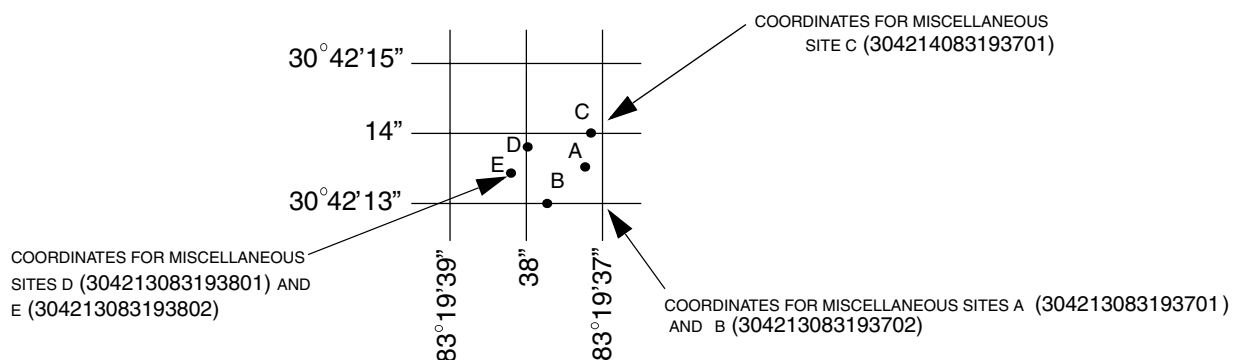 COORDINATES FOR MISCELLANEOUS
SITE C (304214083193701)
30°42'15”
14”
30°42'13”
C
D
A
E
B
COORDINATES FOR MISCELLANEOUS
SITES D (304213083193801) AND
E (304213083193802)
83°19'39”
38”
83°19'37”
COORDINATES FOR MISCELLANEOUS SITES A (304213083193701)
AND B (304213083193702)